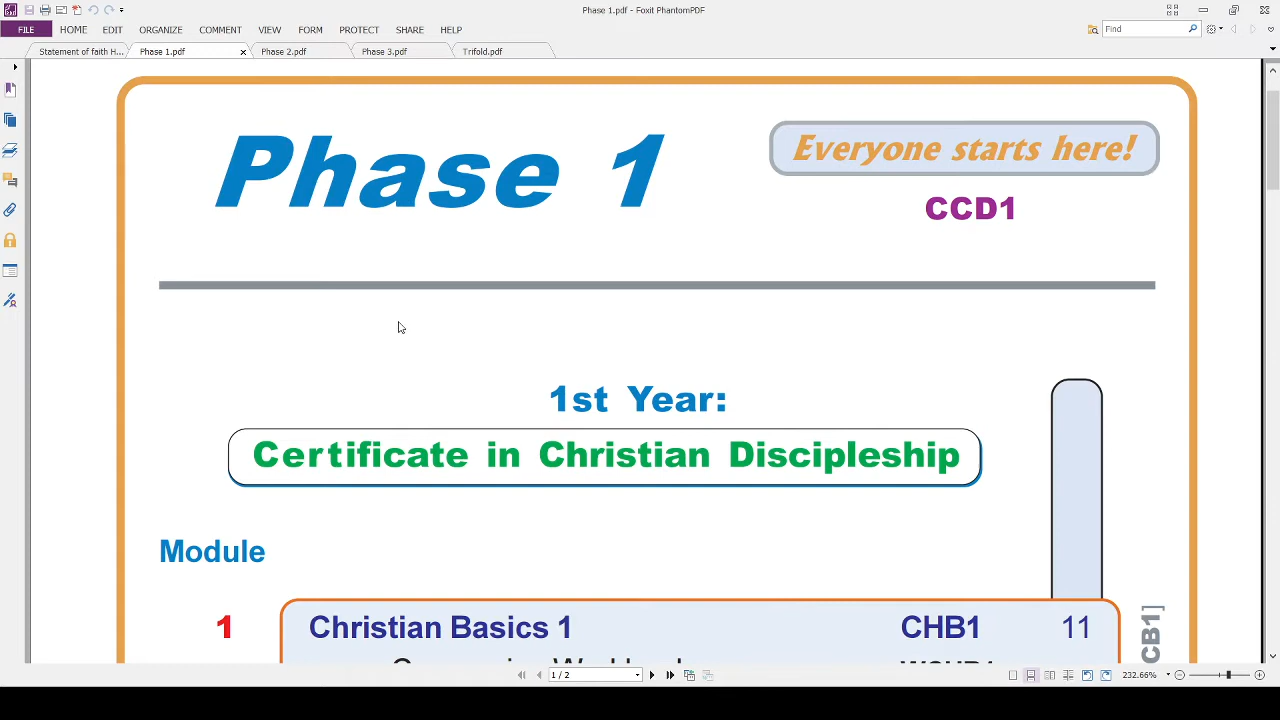 Phase 1.pdf - Foxit PhantomPDF
FILE HOME EDIT ORGANIZE COMMENT VIEW FORM PROTECT SHARE HELP Find
Statement of faith H... Phase 1.pdf Phase 2.pdf Phase 3.pdf Trifold.pdf
Phase 1
Everyone starts here!
CCD1
1st Year:
Certificate in Christian Discipleship
Module
1 Christian Basics 1 CHB1 11
CB1]
1 / 2 232.66%